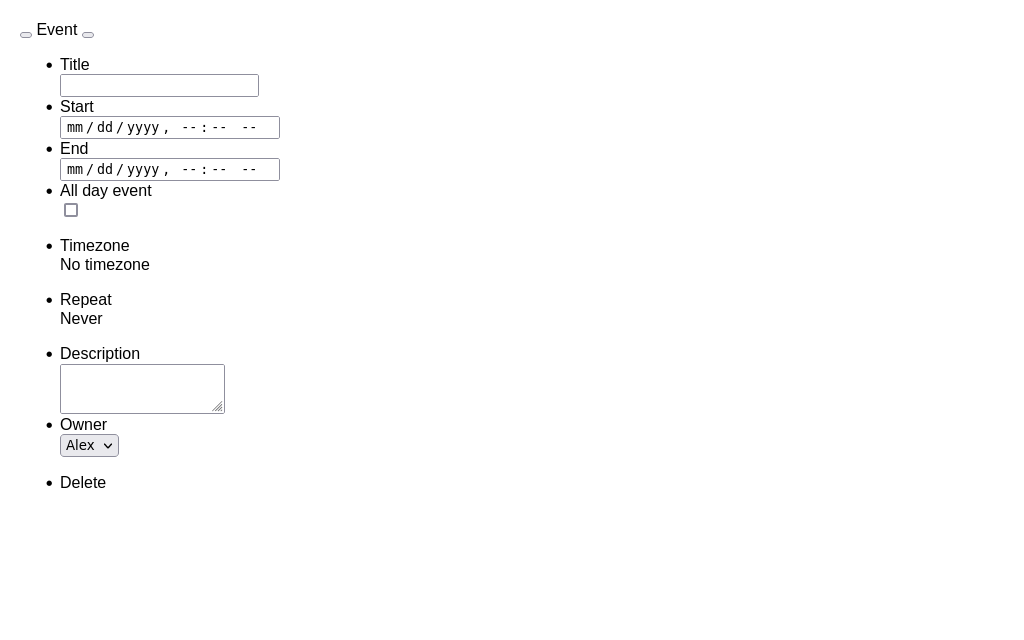 Event
Title
Start
mm/dd/yyyy, --:-- --
End
mm/dd/yyyy, --:-- --
All day event
Timezone
No timezone
Repeat
Never
Description
Owner
Alex
Delete